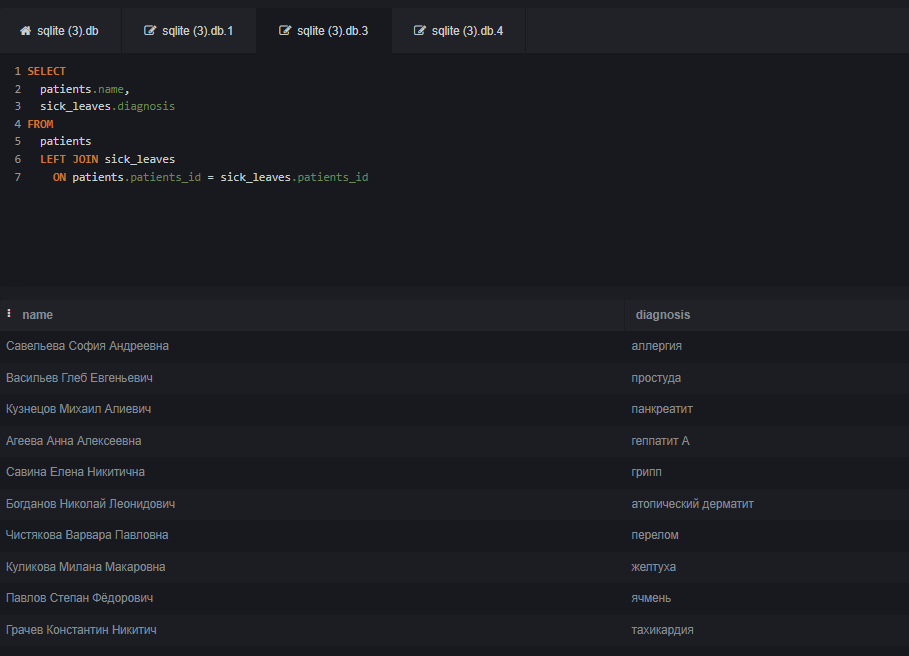 sqlite (3).db sqlite (3).db.1 sqlite (3).db.3 sqlite (3).db.4
1 SELECT
2 patients.name,
3 sick_leaves.diagnosis
4 FROM
5 patients
6 LEFT JOIN sick_leaves
7 ON patients.patients_id = sick_leaves.patients_id
name diagnosis
Савельева София Андреевна аллергия
Васильев Глеб Евгеньевич простуда
Кузнецов Михаил Алиевич панкреатит
Агеева Анна Алексеевна геппатит А
Савина Елена Никитична грипп
Богданов Николай Леонидович атопический дерматит
Чистякова Варвара Павловна перелом
Куликова Милана Макаровна желтуха
Павлов Степан Фёдорович ячмень
Грачев Константин Никитич тахикардия